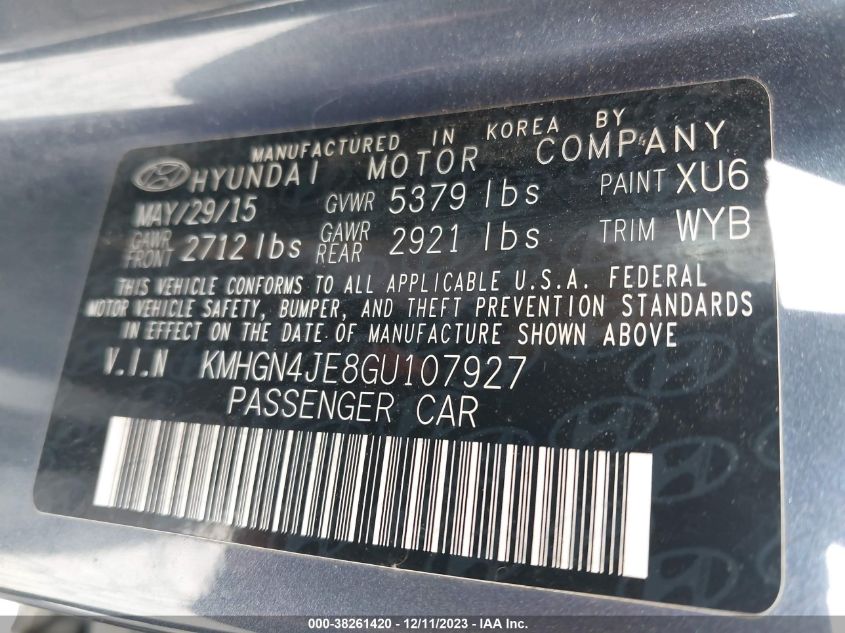 MANUFACTURED IN KOREA BY
HYUNDAI MOTOR COMPANY
MAY/29/15 GVWR 5379 lbs PAINT XU6
GAWR FRONT 2712 lbs GAWR REAR 2921 lbs TRIM WYB
THIS VEHICLE CONFORMS TO ALL APPLICABLE U.S.A. FEDERAL
MOTOR VEHICLE SAFETY, BUMPER, AND THEFT PREVENTION STANDARDS
IN EFFECT ON THE DATE OF MANUFACTURE SHOWN ABOVE
V.I.N KMHGN4JE8GU107927
PASSENGER CAR
000-38261420 - 12/11/2023 - IAA Inc.